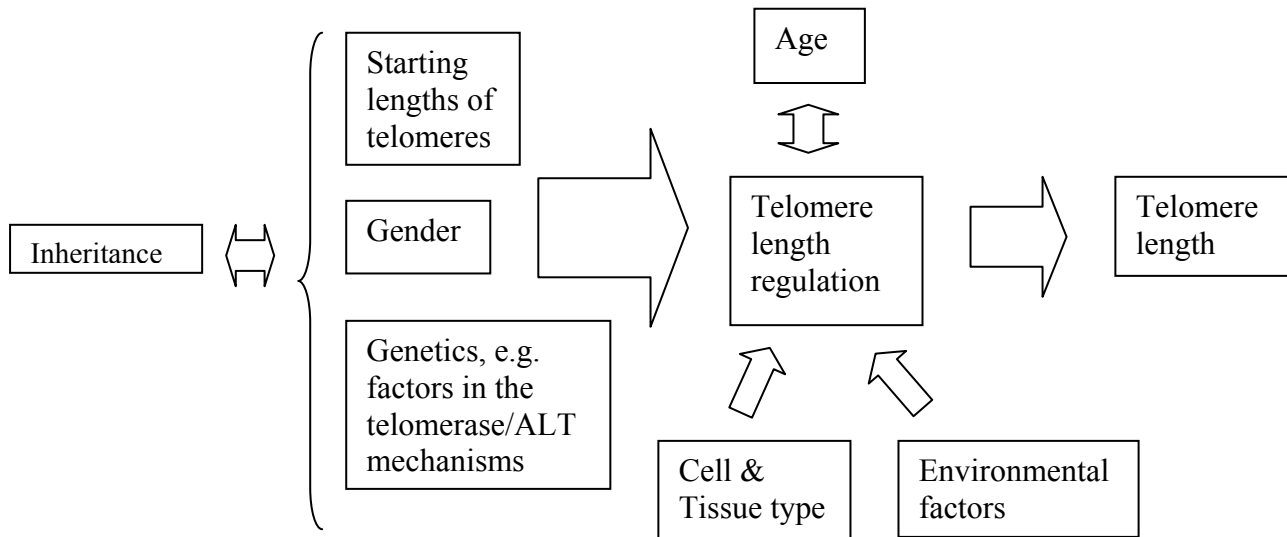 Inheritance
Starting
lengths of
telomeres
Gender
Genetics, e.g.
factors in the
telomerase/ALT
mechanisms
Age
Telomere
length
regulation
Cell &
Tissue type
Environmental
factors
Telomere
length